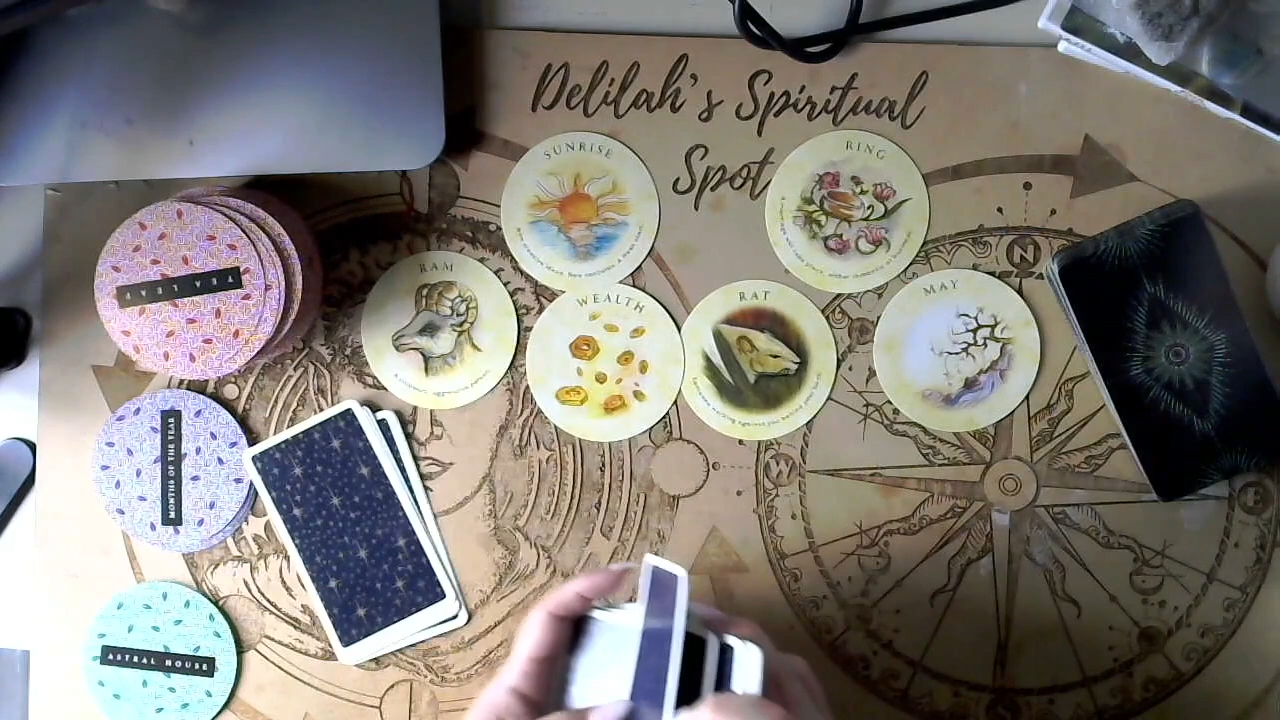 Delilah's Spiritual
Spot
SUNRISE
RING
RAM
WEALTH
RAT
MAY
TEA LEAF
MONTHS OF THE YEAR
ASTRAL HOUSE
N
W
E